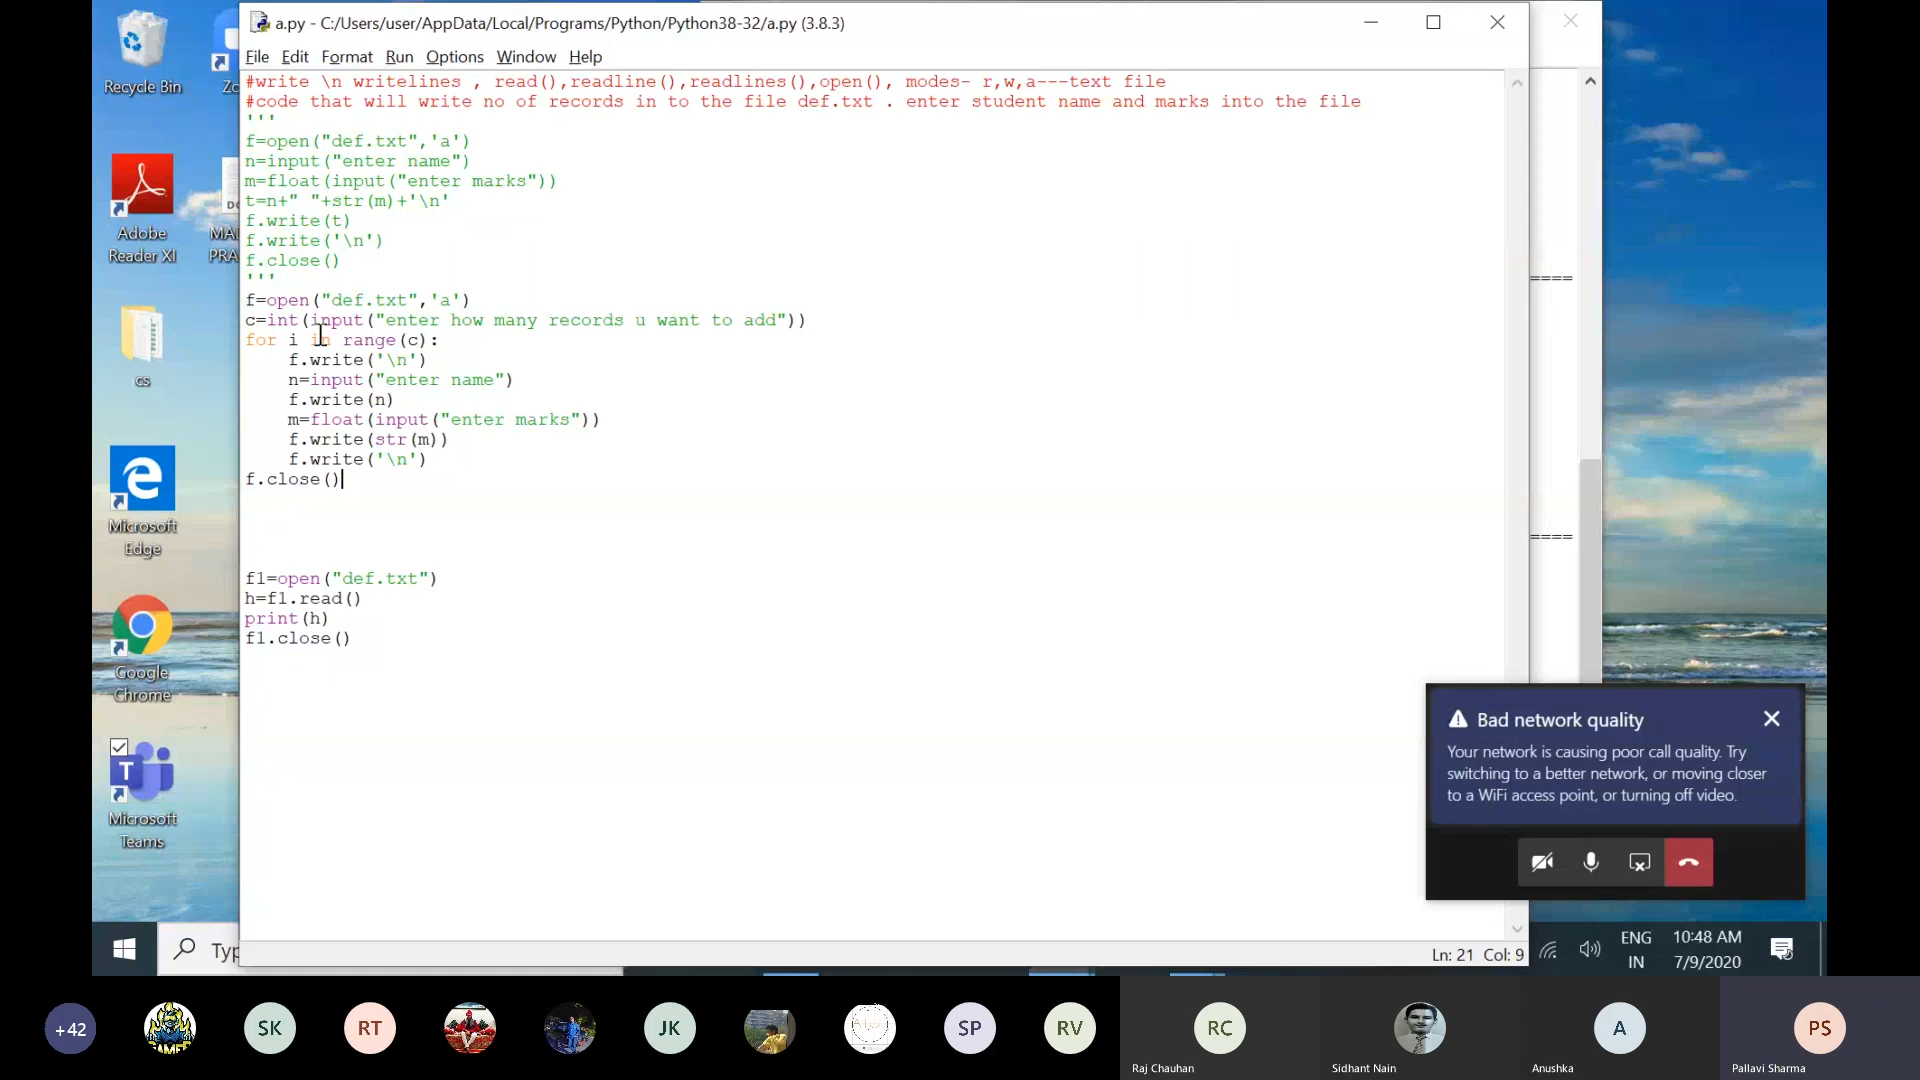 a.py - C:/Users/user/AppData/Local/Programs/Python/Python38-32/a.py (3.8.3)
File Edit Format Run Options Window Help
#write \n writelines , read(),readline(),readlines(),open(), modes- r,w,a---text file
#code that will write no of records in to the file def.txt . enter student name and marks into the file
'''
f=open("def.txt",'a')
n=input("enter name")
m=float(input("enter marks"))
t=n+" "+str(m)+'\n'
f.write(t)
f.write('\n')
f.close()
'''
f=open("def.txt",'a')
c=int(input("enter how many records u want to add"))
for i in range(c):
    f.write('\n')
    n=input("enter name")
    f.write(n)
    m=float(input("enter marks"))
    f.write(str(m))
    f.write('\n')
f.close()
f1=open("def.txt")
h=f1.read()
print(h)
f1.close()
Ln: 21 Col: 9
====
====
Recycle Bin
Adobe
Reader XI
cs
Microsoft
Edge
Google
Chrome
T
Microsoft
Teams
Bad network quality
Your network is causing poor call quality. Try
switching to a better network, or moving closer
to a WiFi access point, or turning off video.
ENG
IN
10:48 AM
7/9/2020
+42
SK
RT
JK
SP
RV
RC
A
PS
Raj Chauhan
Sidhant Nain
Anushka
Pallavi Sharma